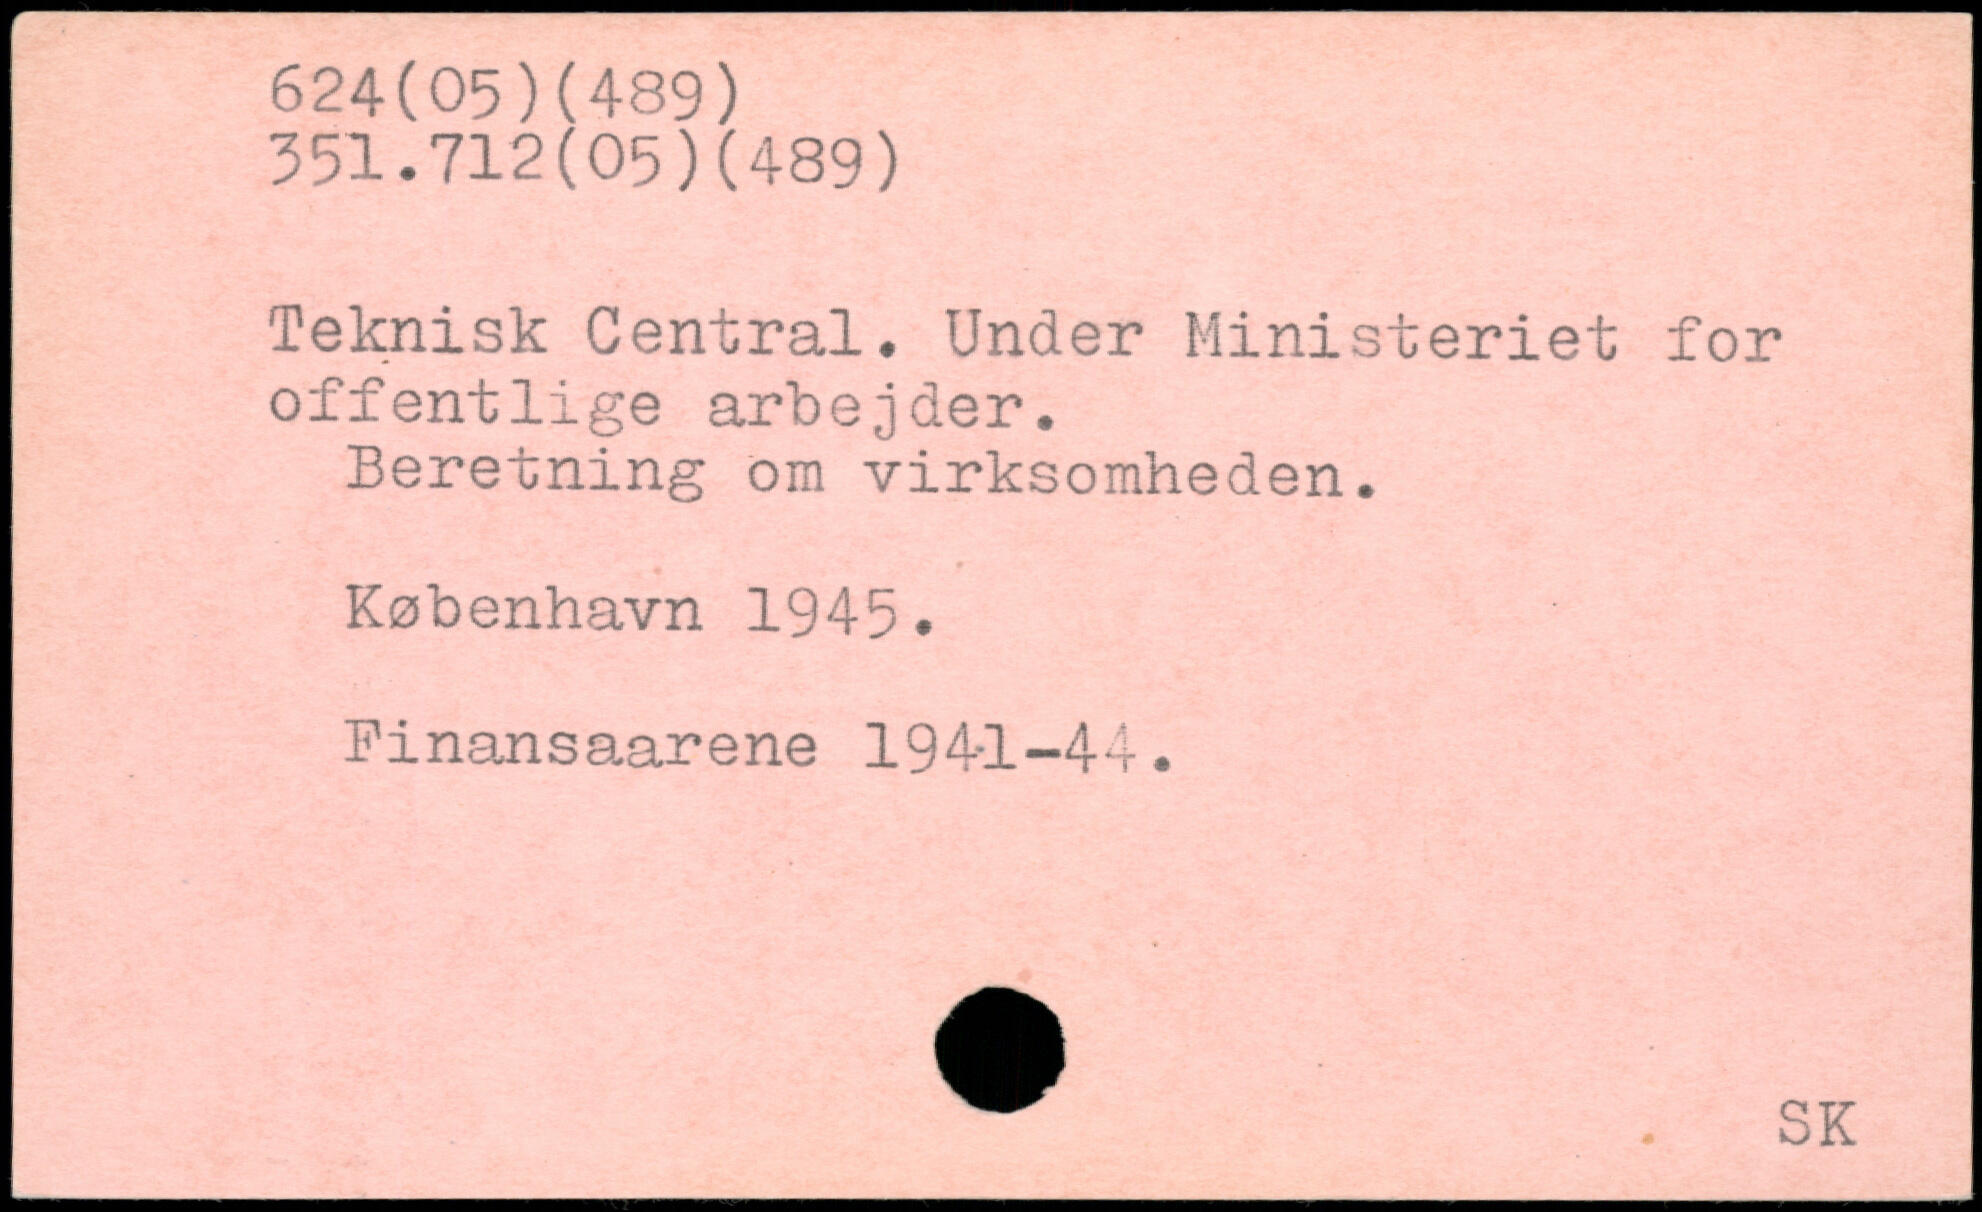 624(05)(489)
351.712(05)(489)
Teknisk Central. Under Ministeriet for
offentlige arbejder.
Beretning om virksomheden.
København 1945.
Finansaarene 1941-44.
SK